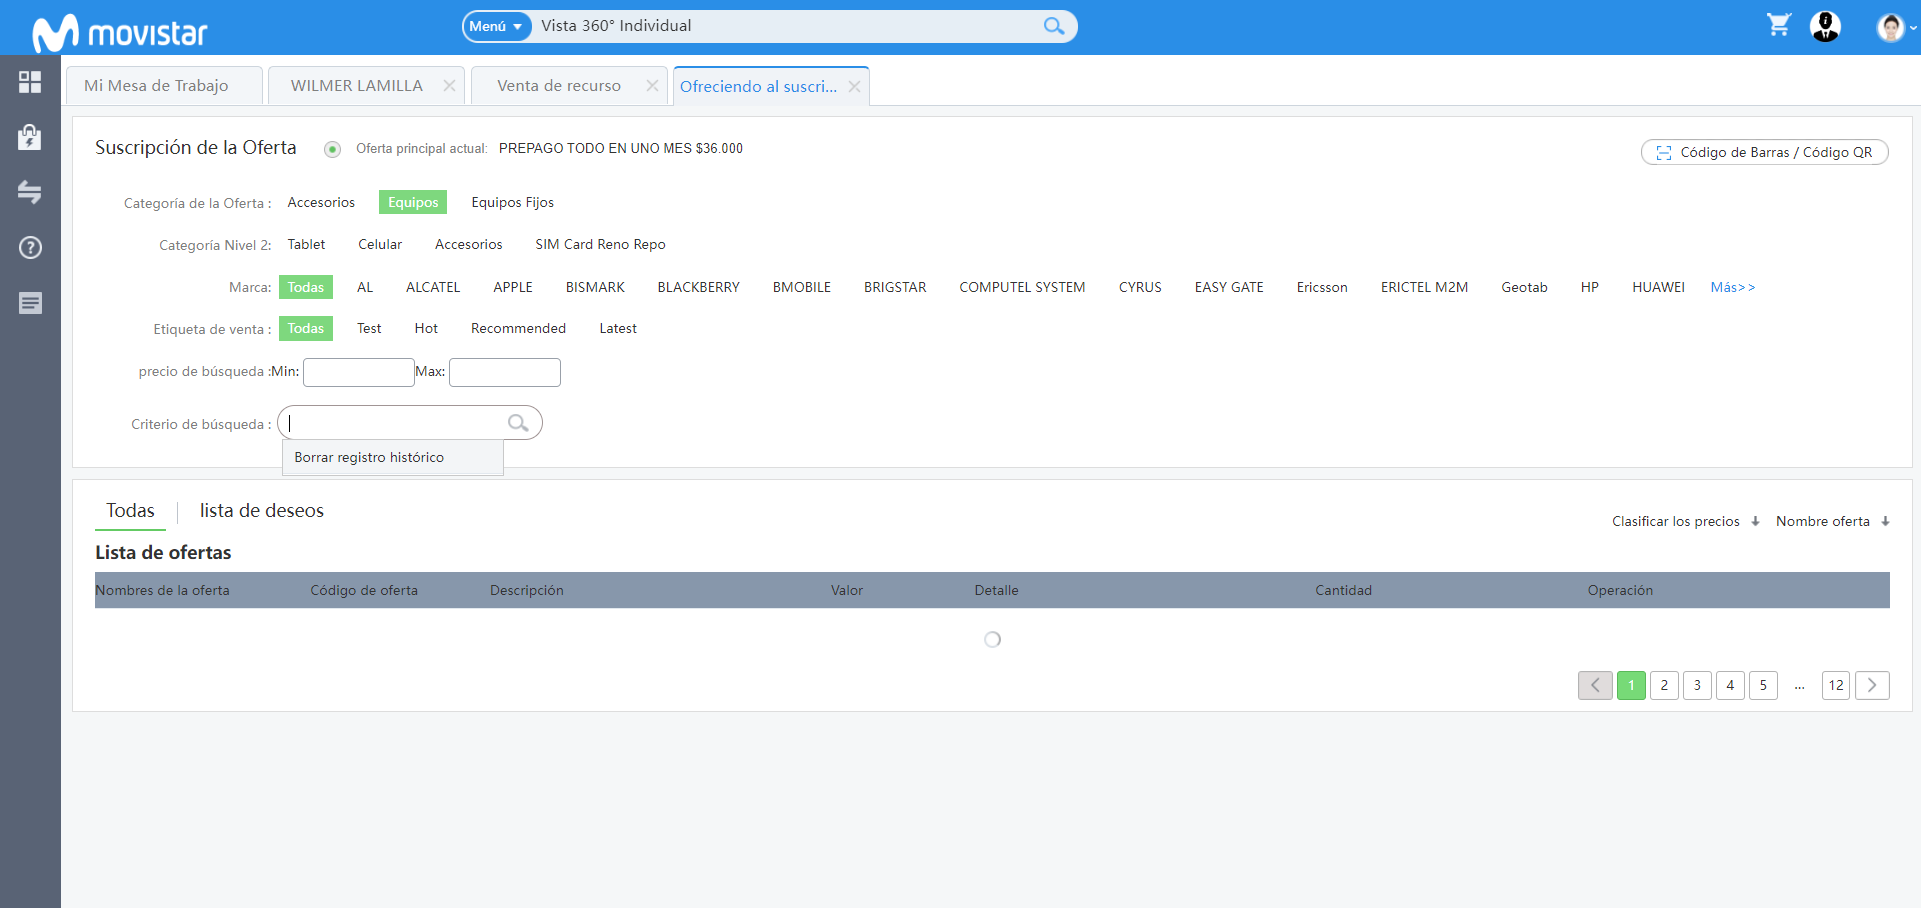 movistar
Menú Vista 360° Individual
Mi Mesa de Trabajo WILMER LAMILLA Venta de recurso Ofreciendo al suscri...
Suscripción de la Oferta Oferta principal actual: PREPAGO TODO EN UNO MES $36.000 Código de Barras / Código QR
Categoría de la Oferta : Accesorios Equipos Equipos Fijos
Categoría Nivel 2: Tablet Celular Accesorios SIM Card Reno Repo
Marca: Todas AL ALCATEL APPLE BISMARK BLACKBERRY BMOBILE BRIGSTAR COMPUTEL SYSTEM CYRUS EASY GATE Ericsson ERICTEL M2M Geotab HP HUAWEI Más>>
Etiqueta de venta : Todas Test Hot Recommended Latest
precio de búsqueda :Min: Max:
Criterio de búsqueda :
Borrar registro histórico
Todas lista de deseos
Clasificar los precios Nombre oferta
Lista de ofertas
Nombres de la oferta Código de oferta Descripción Valor Detalle Cantidad Operación
1 2 3 4 5 ... 12